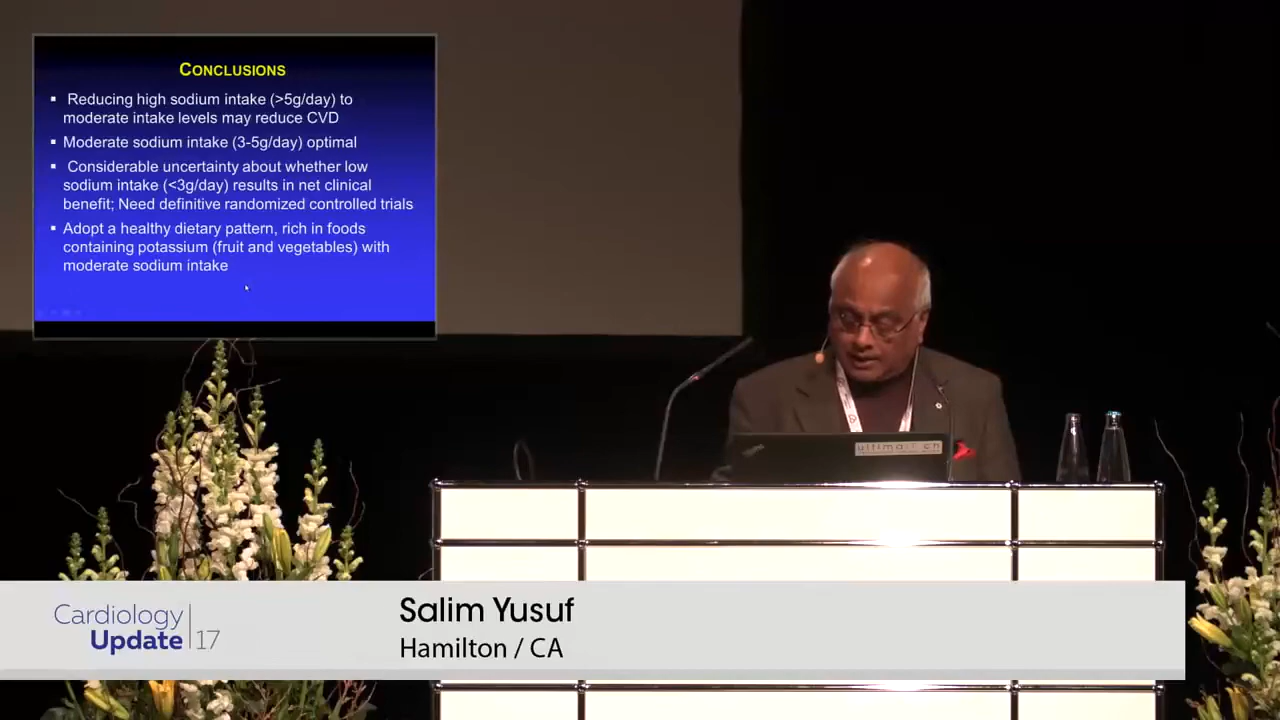 CONCLUSIONS
▪ Reducing high sodium intake (>5g/day) to
moderate intake levels may reduce CVD
▪ Moderate sodium intake (3-5g/day) optimal
▪ Considerable uncertainty about whether low
sodium intake (<3g/day) results in net clinical
benefit; Need definitive randomized controlled trials
▪ Adopt a healthy dietary pattern, rich in foods
containing potassium (fruit and vegetables) with
moderate sodium intake
Cardiology
Update 17
Salim Yusuf
Hamilton / CA